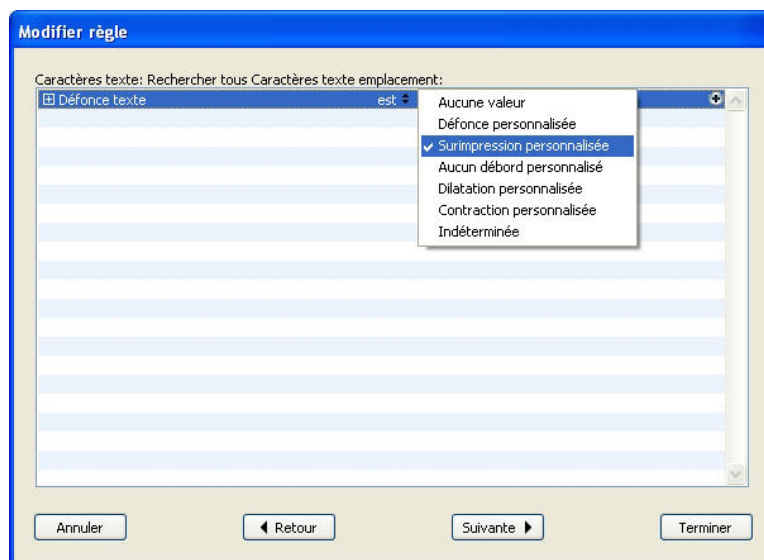 Modifier règle
Caractères texte: Rechercher tous Caractères texte emplacement:
Défonce texte est
Aucune valeur
Défonce personnalisée
Surimpression personnalisée
Aucun débord personnalisé
Dilatation personnalisée
Contraction personnalisée
Indéterminée
Annuler Retour Suivante Terminer